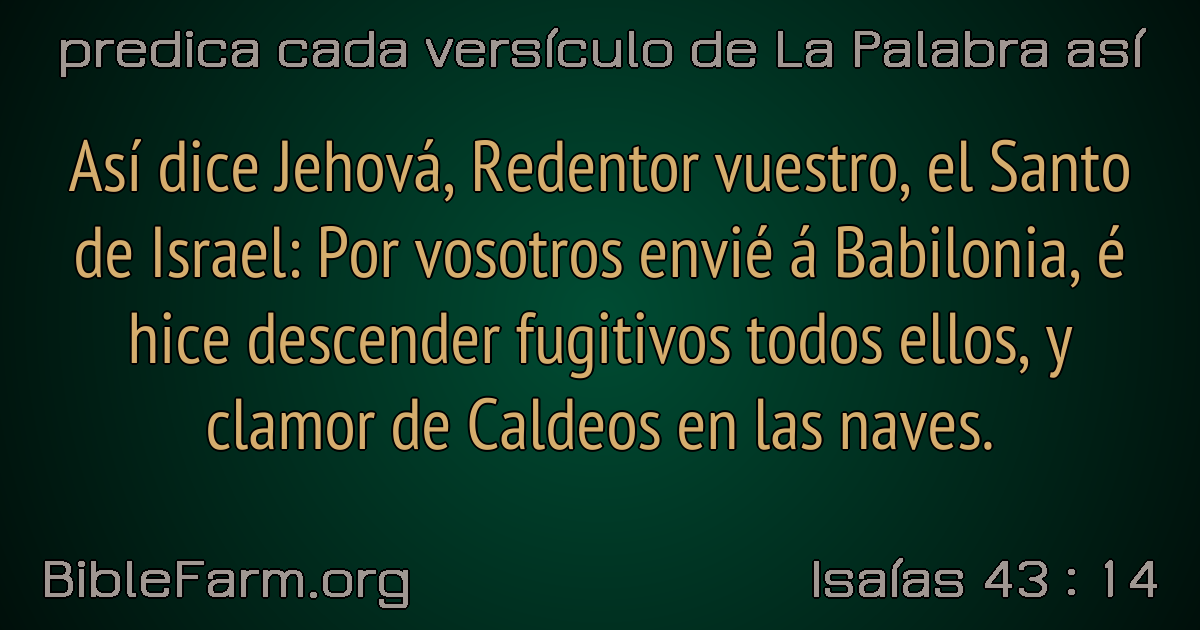 predica cada versículo de La Palabra así
Así dice Jehová, Redentor vuestro, el Santo
de Israel: Por vosotros envié á Babilonia, é
hice descender fugitivos todos ellos, y
clamor de Caldeos en las naves.
BibleFarm.org
Isaías 43 : 14